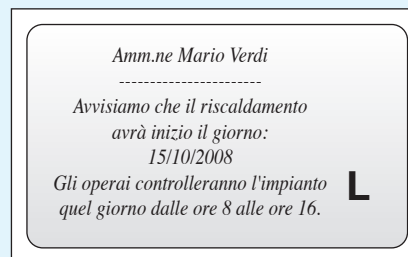 Amm.ne Mario Verdi
-----------------------
Avvisiamo che il riscaldamento
avrà inizio il giorno:
15/10/2008
Gli operai controlleranno l'impianto
quel giorno dalle ore 8 alle ore 16.
L